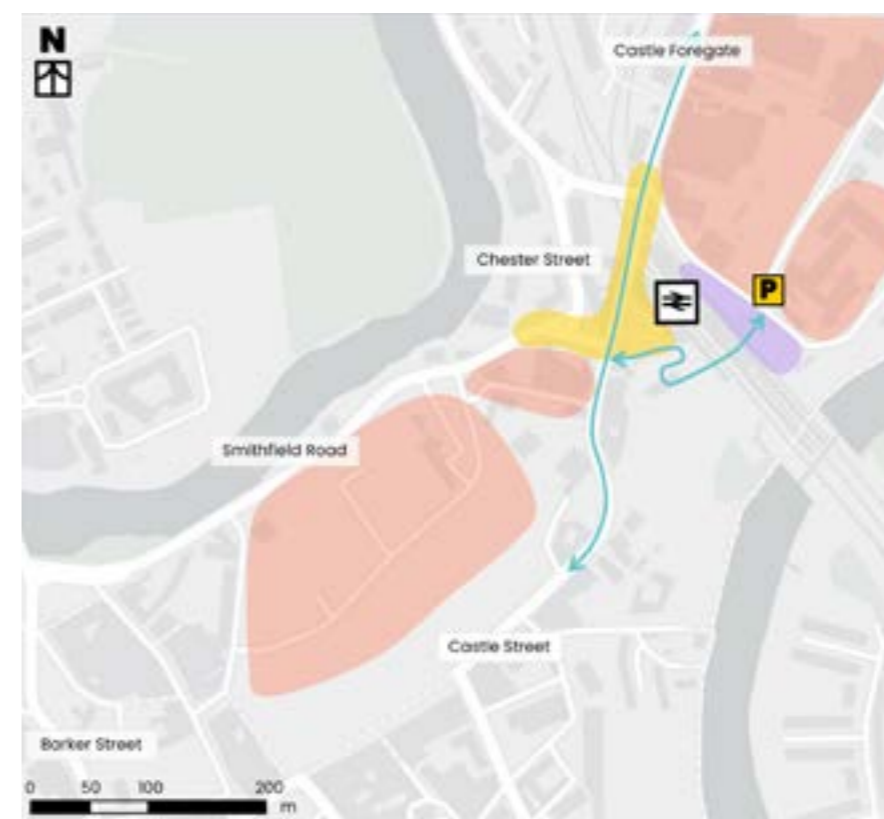 N
Castle Foregate
Chester Street
P
Smithfield Road
Castle Street
Barker Street
0 50 100 200
m